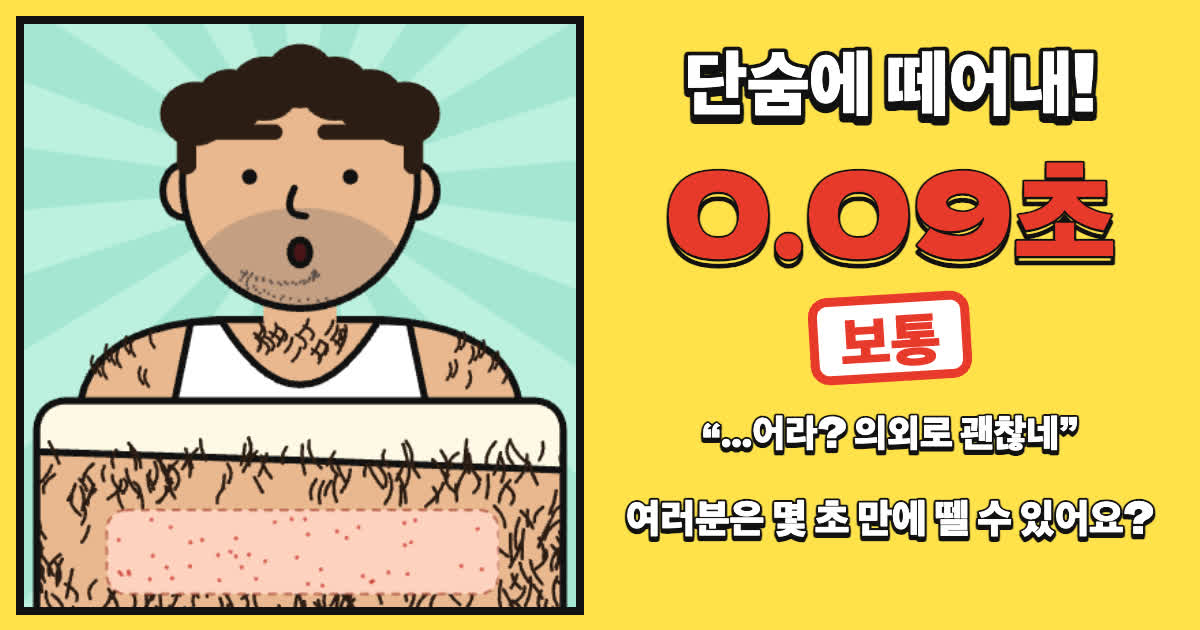 단숨에 떼어내!
0.09초
보통
“...어라? 의외로 괜찮네”
여러분은 몇 초 만에 뗄 수 있어요?